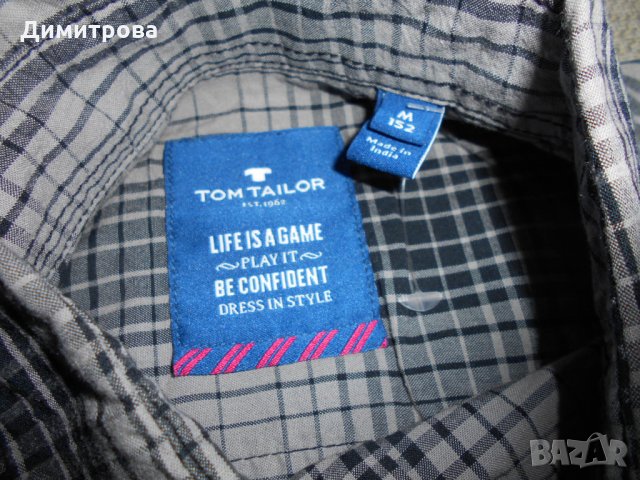 Димитрова
M
152
Made in
India
TOM TAILOR
EST. 1962
LIFE IS A GAME
PLAY IT
BE CONFIDENT
DRESS IN STYLE
BAZAR